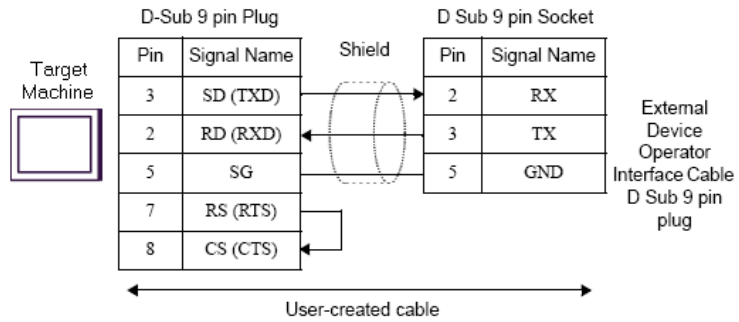 D-Sub 9 pin Plug
D Sub 9 pin Socket
Target
Machine
Pin Signal Name
Shield
Pin Signal Name
3 SD (TXD)
2 RX
2 RD (RXD)
3 TX
5 SG
5 GND
7 RS (RTS)
8 CS (CTS)
External
Device
Operator
Interface Cable
D Sub 9 pin
plug
User-created cable